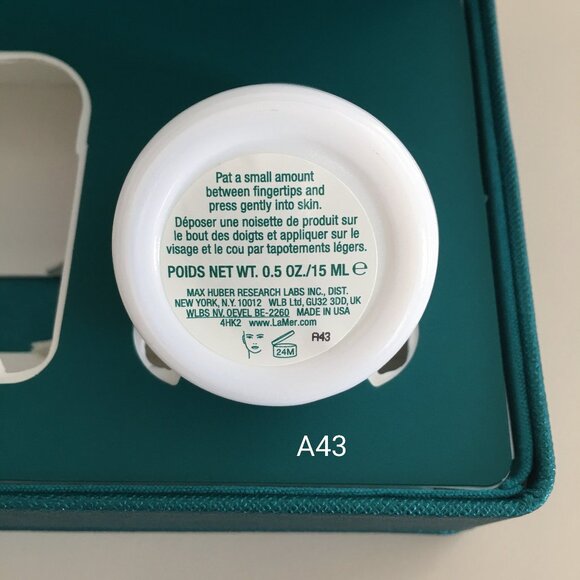 Pat a small amount
between fingertips and
press gently into skin.
Déposer une noisette de produit sur
le bout des doigts et appliquer sur le
visage et le cou par tapotements légers.
POIDS NET WT. 0.5 OZ./15 ML ℮
MAX HUBER RESEARCH LABS INC., DIST.
NEW YORK, N.Y. 10012 WLB Ltd, GU32 3DD, UK
WLBS NV. OEVEL BE-2260 MADE IN USA
4HK2 www.LaMer.com
24M
A43
A43